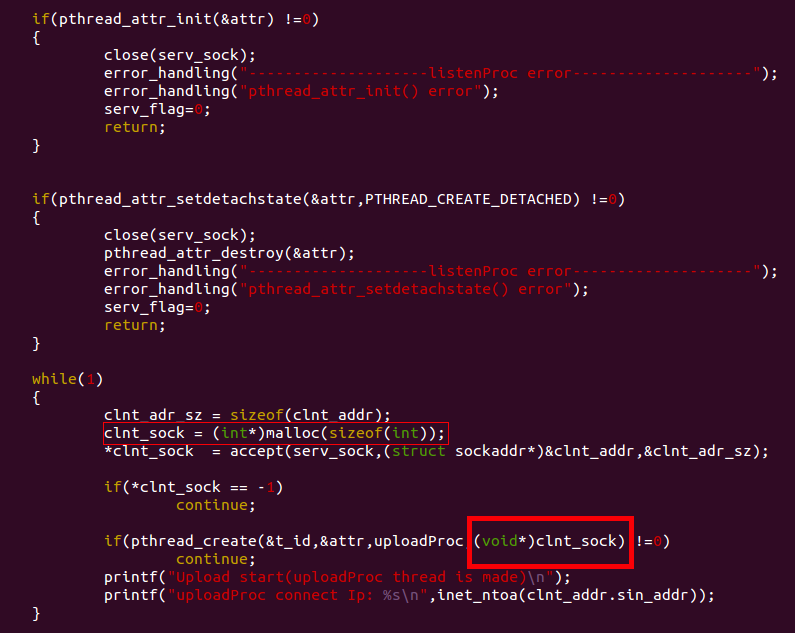 if(pthread_attr_init(&attr) !=0)
{
close(serv_sock);
error_handling("--------------------listenProc error--------------------");
error_handling("pthread_attr_init() error");
serv_flag=0;
return;
}
if(pthread_attr_setdetachstate(&attr,PTHREAD_CREATE_DETACHED) !=0)
{
close(serv_sock);
pthread_attr_destroy(&attr);
error_handling("--------------------listenProc error--------------------");
error_handling("pthread_attr_setdetachstate() error");
serv_flag=0;
return;
}
while(1)
{
clnt_adr_sz = sizeof(clnt_addr);
clnt_sock = (int*)malloc(sizeof(int));
*clnt_sock  = accept(serv_sock,(struct sockaddr*)&clnt_addr,&clnt_adr_sz);
if(*clnt_sock == -1)
continue;
if(pthread_create(&t_id,&attr,uploadProc (void*)clnt_sock) !=0)
continue;
printf("Upload start(uploadProc thread is made)\n");
printf("uploadProc connect Ip: %s\n",inet_ntoa(clnt_addr.sin_addr));
}